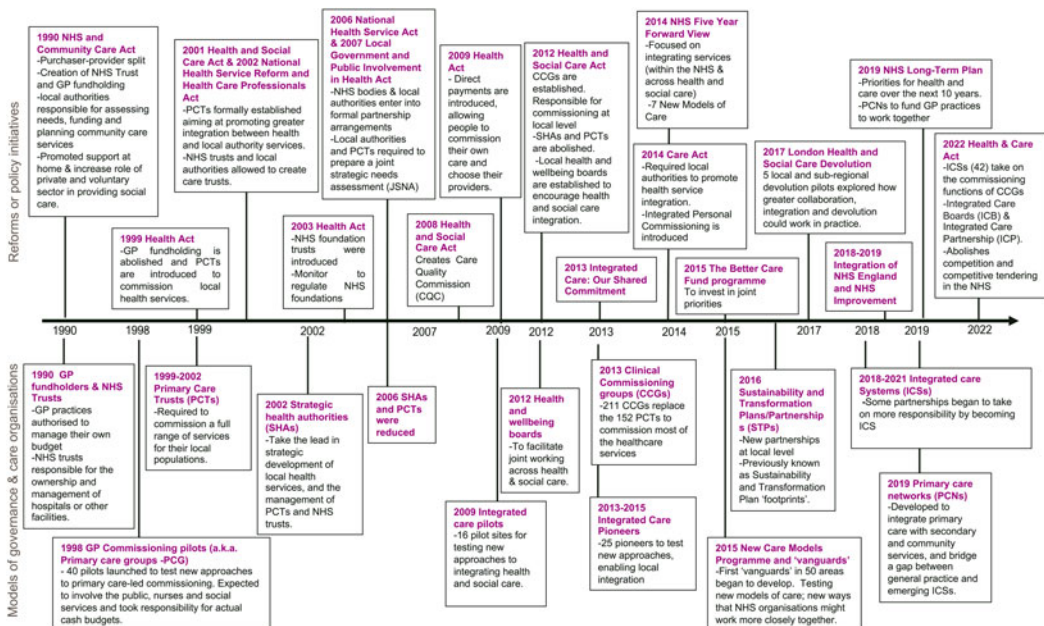 Reforms or policy initiatives
1990 NHS and
Community Care Act
- Purchaser-provider split
- Creation of NHS Trust
and GP fundholding
-local authorities
responsible for assessing
needs, funding and
planning community care
services
- Promoted support at
home & increase role of
private and voluntary
sector in providing social
care.
1999 Health Act
-GP fundholding is
abolished and PCTs
are introduced to
commission local
health services.
2001 Health and Social
Care Act & 2002 National
Health Service Reform and
Health Care Professionals
Act
-PCTs formally established
aiming at promoting greater
integration between health
and local authority services.
-NHS trusts and local
authorities allowed to create
care trusts.
2003 Health Act
-NHS foundation
trusts were
introduced
- Monitor to
regulate NHS
foundations
2006 National
Health Service Act
& 2007 Local
Government and
Public Involvement
in Health Act
-NHS bodies & local
authorities enter into
formal partnership
arrangements
-Local authorities
and PCTs required to
prepare a joint
strategic needs
assessment (JSNA)
2008 Health
and Social
Care Act
Creates Care
Quality
Commission
(CQC)
2009 Health
Act
- Direct
payments are
introduced,
allowing people to
commission their
own care and
choose their
providers.
2012 Health and
Social Care Act
CCGs are
established.
Responsible for
commissioning at
local level
-SHAs and PCTs
are abolished.
-Local health and
wellbeing boards are
established to
encourage health
and social care
integration.
2013 Integrated
Care: Our Shared
Commitment
2014 NHS Five Year
Forward View
-Focused on
integrating services
(within the NHS &
across health and
social care)
-7 New Models of
Care
2014 Care Act
-Required local
authorities to promote
health service
integration.
-Integrated Personal
Commissioning is
introduced
2015 The Better Care
Fund programme
To invest in joint
priorities
2017 London Health and
Social Care Devolution
5 local and sub-regional
devolution pilots explored how
greater collaboration,
integration and devolution
could work in practice.
2018-2019
Integration of
NHS England
and NHS
Improvement
2019 NHS Long-Term Plan
-Priorities for health and
care over the next 10 years.
-PCNs to fund GP practices
to work together
2022 Health & Care
Act
-ICSs (42) take on
the commissioning
functions of CCGs
-Integrated Care
Boards (ICB) &
Integrated Care
Partnership (ICP).
-Abolishes
competition and
competitive tendering
in the NHS
1990 1998 1999 2002 2007 2009 2012 2013 2014 2015 2017 2018 2019 2022
Models of governance & care organisations
1990 GP
fundholders & NHS
Trusts
-GP practices
authorised to
manage their own
budget
-NHS trusts
responsible for the
ownership and
management of
hospitals or other
facilities.
1998 GP Commissioning pilots (a.k.a.
Primary care groups -PCG)
- 40 pilots launched to test new approaches
to primary care-led commissioning. Expected
to involve the public, nurses and social
services and took responsibility for actual
cash budgets.
1999-2002
Primary Care
Trusts (PCTs)
-Required to
commission a full
range of services
for their local
populations.
2002 Strategic
health authorities
(SHAs)
-Take the lead in
strategic
development of
local health
services, and the
management of
PCTs and NHS
trusts.
2006 SHAs
and PCTs
were
reduced
2009 Integrated
care pilots
-16 pilot sites for
testing new
approaches to
integrating health
and social care.
2012 Health and
wellbeing
boards
-To facilitate
joint working
across health
& social care.
2013 Clinical
Commissioning
groups (CCGs)
-211 CCGs replace
the 152 PCTs to
commission most of
the healthcare
services
2013-2015
Integrated Care
Pioneers
-25 pioneers to test
new approaches,
enabling local
integration
2015 New Care Models
Programme and ‘vanguards’
-First ‘vanguards’ in 50 areas
began to develop. Testing
new models of care; new ways
that NHS organisations might
work more closely together.
2016
Sustainability and
Transformation
Plans/Partnership
s (STPs)
-New partnerships
at local level
-Previously known
as Sustainability
and Transformation
Plan ‘footprints’.
2018-2021 Integrated care
Systems (ICSs)
-Some partnerships began to take
on more responsibility by becoming
ICS
2019 Primary care
networks (PCNs)
-Developed to
integrate primary care
with secondary and
community services,
and bridge
a gap between
general practice and
emerging ICSs.